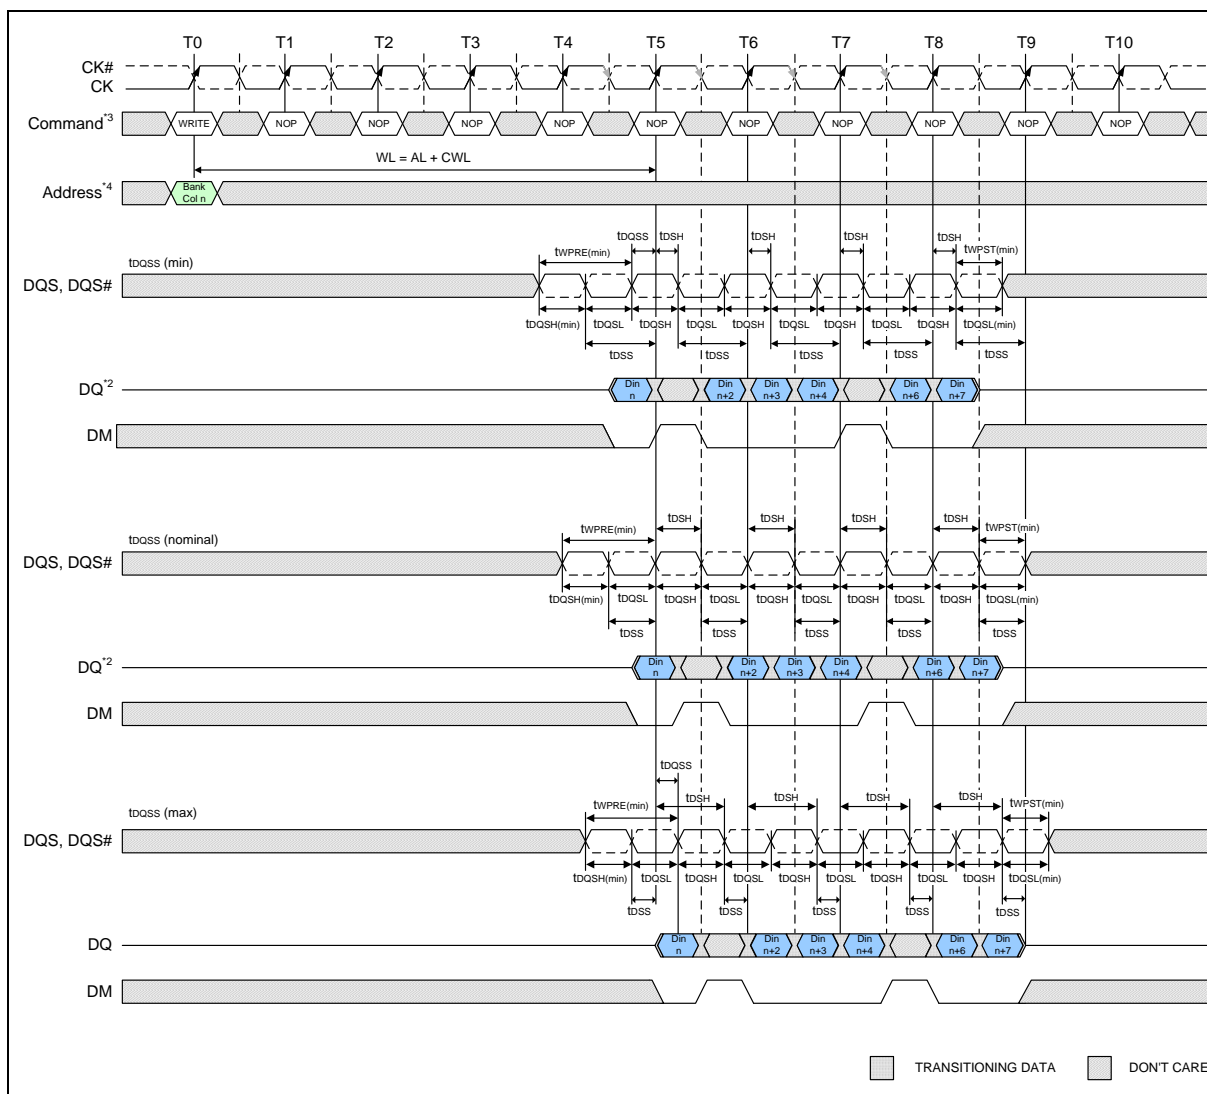 T0 T1 T2 T3 T4 T5 T6 T7 T8 T9 T10
CK#
CK
Command*3 WRITE NOP NOP NOP NOP NOP NOP NOP NOP NOP NOP
WL = AL + CWL
Address*4 Bank Col n
tDQSS tDSH tDSH tDSH tDSH
tWPRE(min) tWPST(min)
tDQSS (min)
DQS, DQS#
tDQSH(min) tDQSL tDQSH tDQSL tDQSH tDQSL tDQSH tDQSL tDQSH tDQSL(min)
tDSS tDSS tDSS tDSS tDSS
DQ*2 Din n Din n+2 Din n+3 Din n+4 Din n+6 Din n+7
DM
tDSH tDSH tDSH tDSH
tWPRE(min) tWPST(min)
tDQSS (nominal)
DQS, DQS#
tDQSH(min) tDQSL tDQSH tDQSL tDQSH tDQSL tDQSH tDQSL tDQSH tDQSL(min)
tDSS tDSS tDSS tDSS tDSS
DQ*2 Din n Din n+2 Din n+3 Din n+4 Din n+6 Din n+7
DM
tDQSS
tWPRE(min) tDSH tDSH tDSH tDSH tWPST(min)
tDQSS (max)
DQS, DQS#
tDQSH(min) tDQSL tDQSH tDQSL tDQSH tDQSL tDQSH tDQSL tDQSH tDQSL(min)
tDSS tDSS tDSS tDSS tDSS
DQ Din n Din n+2 Din n+3 Din n+4 Din n+6 Din n+7
DM
TRANSITIONING DATA DON'T CARE